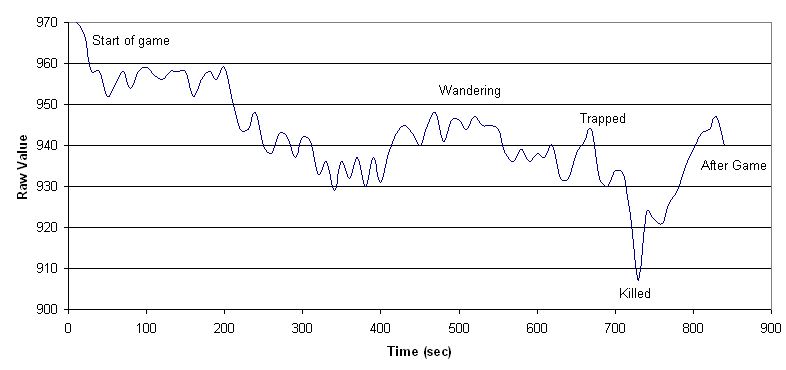 970
Start of game
960
Wandering
950
Trapped
940
After Game
930
920
910
Killed
900
Raw Value
0 100 200 300 400 500 600 700 800 900
Time (sec)